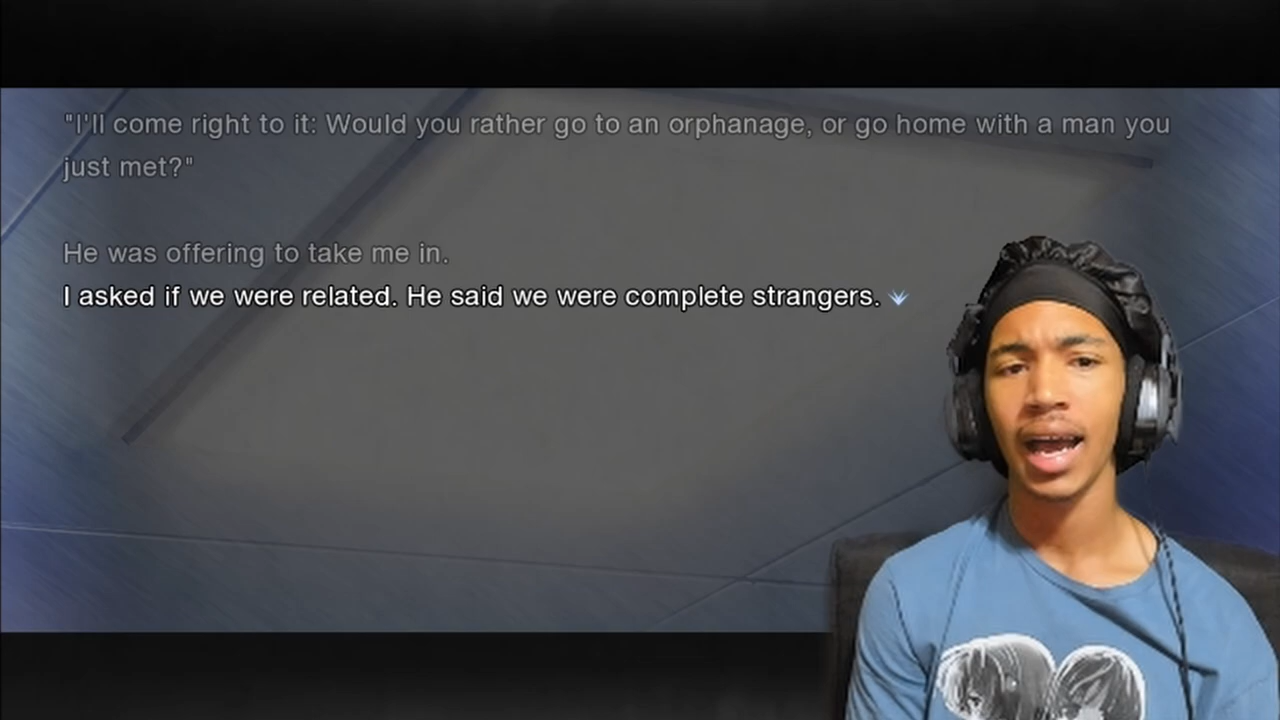 "I'll come right to it: Would you rather go to an orphanage, or go home with a man you
just met?"
He was offering to take me in.
I asked if we were related. He said we were complete strangers.